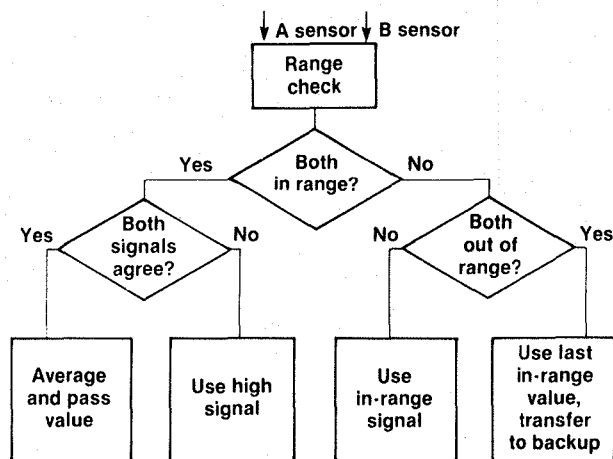 A sensor B sensor
Range
check
Yes
Both
in range?
No
Yes
Both
signals
agree?
No
No
Both
out of
range?
Yes
Average
and pass
value
Use high
signal
Use
in-range
signal
Use last
in-range
value,
transfer
to backup